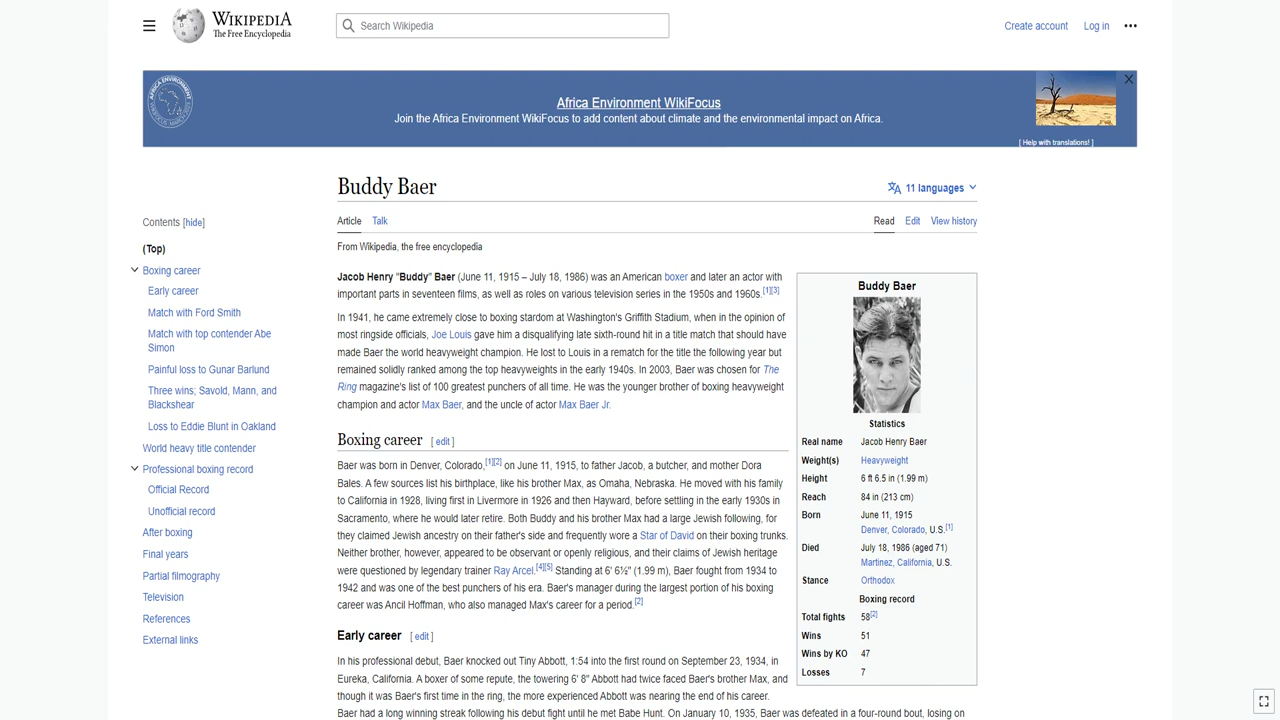 WIKIPEDIA
The Free Encyclopedia
Search Wikipedia
Create account
Log in
•••
Africa Environment WikiFocus
Join the Africa Environment WikiFocus to add content about climate and the environmental impact on Africa.
[ Help with translations! ]
Buddy Baer
11 languages
Article
Talk
Read
Edit
View history
From Wikipedia, the free encyclopedia
Contents [hide]
(Top)
Boxing career
Early career
Match with Ford Smith
Match with top contender Abe
Simon
Painful loss to Gunar Barlund
Three wins; Savold, Mann, and
Blackshear
Loss to Eddie Blunt in Oakland
World heavy title contender
Professional boxing record
Official Record
Unofficial record
After boxing
Final years
Partial filmography
Television
References
External links
Jacob Henry "Buddy" Baer (June 11, 1915 – July 18, 1986) was an American boxer and later an actor with
important parts in seventeen films, as well as roles on various television series in the 1950s and 1960s.[1][3]
In 1941, he came extremely close to boxing stardom at Washington's Griffith Stadium, when in the opinion of
most ringside officials, Joe Louis gave him a disqualifying late sixth-round hit in a title match that should have
made Baer the world heavyweight champion. He lost to Louis in a rematch for the title the following year but
remained solidly ranked among the top heavyweights in the early 1940s. In 2003, Baer was chosen for The
Ring magazine's list of 100 greatest punchers of all time. He was the younger brother of boxing heavyweight
champion and actor Max Baer, and the uncle of actor Max Baer Jr.
Boxing career [ edit ]
Baer was born in Denver, Colorado,[1][2] on June 11, 1915, to father Jacob, a butcher, and mother Dora
Bales. A few sources list his birthplace, like his brother Max, as Omaha, Nebraska. He moved with his family
to California in 1928, living first in Livermore in 1926 and then Hayward, before settling in the early 1930s in
Sacramento, where he would later retire. Both Buddy and his brother Max had a large Jewish following, for
they claimed Jewish ancestry on their father's side and frequently wore a Star of David on their boxing trunks.
Neither brother, however, appeared to be observant or openly religious, and their claims of Jewish heritage
were questioned by legendary trainer Ray Arcel.[4][5] Standing at 6' 6½" (1.99 m), Baer fought from 1934 to
1942 and was one of the best punchers of his era. Baer's manager during the largest portion of his boxing
career was Ancil Hoffman, who also managed Max's career for a period.[2]
Early career [ edit ]
In his professional debut, Baer knocked out Tiny Abbott, 1:54 into the first round on September 23, 1934, in
Eureka, California. A boxer of some repute, the towering 6' 8" Abbott had twice faced Baer's brother Max, and
though it was Baer's first time in the ring, the more experienced Abbott was nearing the end of his career.
Baer had a long winning streak following his debut fight until he met Babe Hunt. On January 10, 1935, Baer was defeated in a four-round bout, losing on
Buddy Baer
Statistics
Real name Jacob Henry Baer
Weight(s) Heavyweight
Height 6 ft 6.5 in (1.99 m)
Reach 84 in (213 cm)
Born June 11, 1915
Denver, Colorado, U.S.[1]
Died July 18, 1986 (aged 71)
Martinez, California, U.S.
Stance Orthodox
Boxing record
Total fights 58[2]
Wins 51
Wins by KO 47
Losses 7